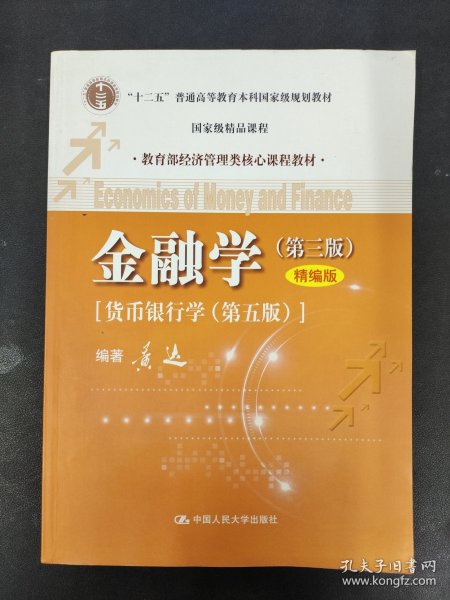 "十二五"普通高等教育本科国家级规划教材
国家级精品课程
·教育部经济管理类核心课程教材·
Economics of Money and Finance
金融学(第三版)
精编版
[货币银行学(第五版)]
编著 黄达
中国人民大学出版社
孔夫子旧书网
www.kongfz.com